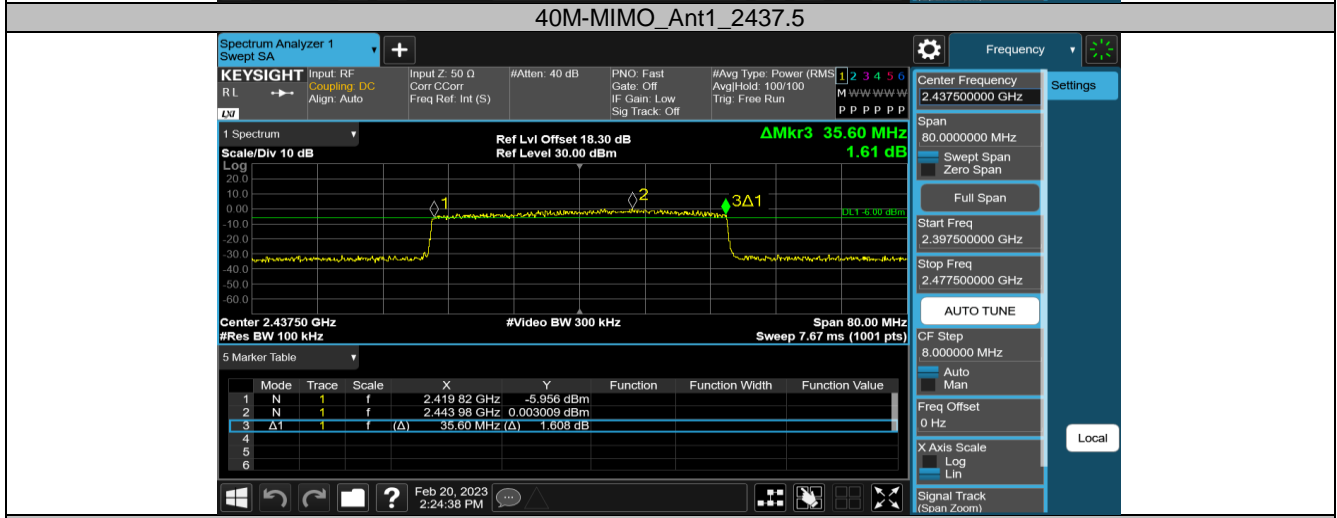 40M-MIMO_Ant1_2437.5
Spectrum Analyzer 1
Swept SA
Frequency
KEYSIGHT
RL
LXI
Input: RF
Coupling: DC
Align: Auto
Input Z: 50 Ω
Corr CCorr
Freq Ref: Int (S)
#Atten: 40 dB
PNO: Fast
Gate: Off
IF Gain: Low
Sig Track: Off
#Avg Type: Power (RMS
Avg|Hold: 100/100
Trig: Free Run
1 2 3 4 5 6
M W W W W W
P P P P P P
1 Spectrum
Scale/Div 10 dB
Ref Lvl Offset 18.30 dB
Ref Level 30.00 dBm
ΔMkr3 35.60 MHz
1.61 dB
Log
20.0
10.0
0.00
-10.0
-20.0
-30.0
-40.0
-50.0
-60.0
1
2
3Δ1
DL1 -6.00 dBm
Center 2.43750 GHz
#Res BW 100 kHz
#Video BW 300 kHz
Span 80.00 MHz
Sweep 7.67 ms (1001 pts)
5 Marker Table
Mode Trace Scale X Y Function Function Width Function Value
1 N 1 f 2.419 82 GHz -5.956 dBm
2 N 1 f 2.443 98 GHz 0.003009 dBm
3 Δ1 1 f (Δ) 35.60 MHz (Δ) 1.608 dB
4
5
6
Feb 20, 2023
2:24:38 PM
Center Frequency
2.437500000 GHz
Settings
Span
80.0000000 MHz
Swept Span
Zero Span
Full Span
Start Freq
2.397500000 GHz
Stop Freq
2.477500000 GHz
AUTO TUNE
CF Step
8.000000 MHz
Auto
Man
Freq Offset
0 Hz
X Axis Scale
Log
Lin
Local
Signal Track
(Span Zoom)